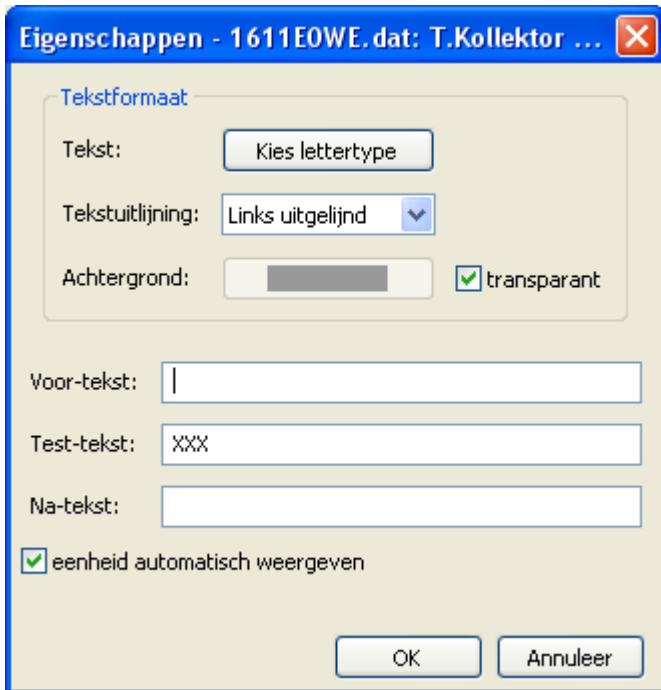 Eigenschappen - 1611E0WE.dat: T.Kollektor ...
Tekstformaat
Tekst: Kies lettertype
Tekstuitlijning: Links uitgelijnd
Achtergrond: transparant
Voor-tekst:
Test-tekst: XXX
Na-tekst:
eenheid automatisch weergeven
OK Annuleer